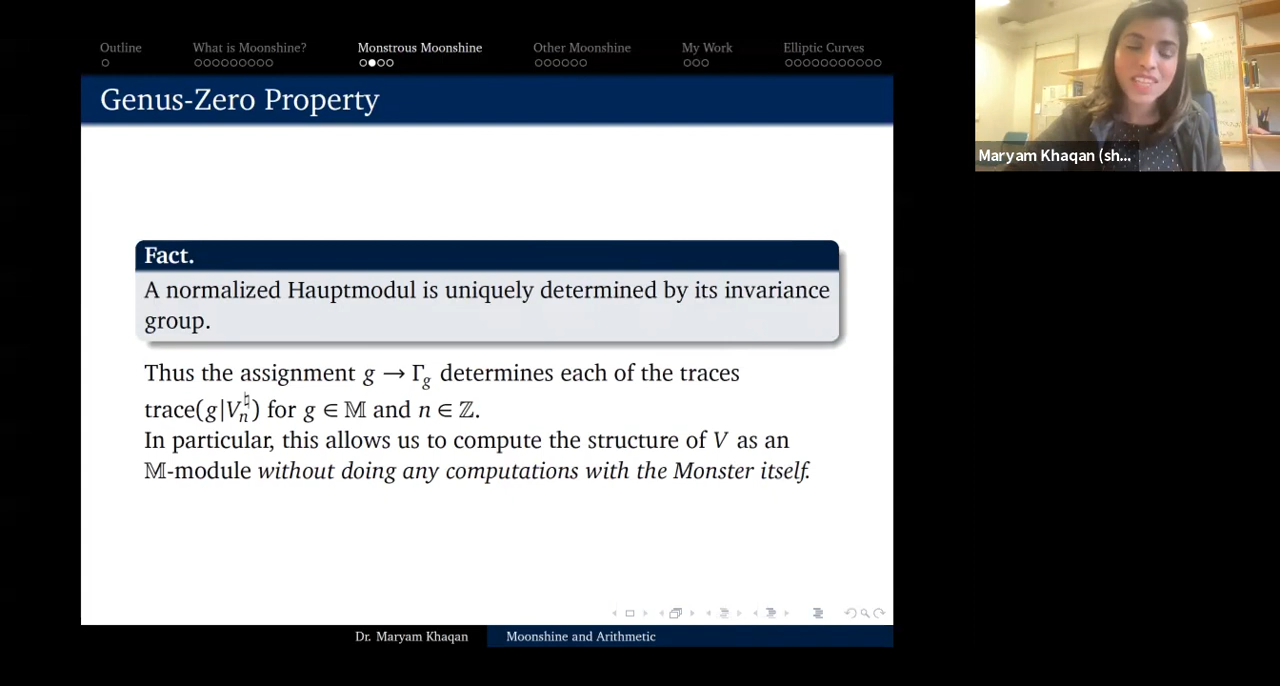 Outline What is Moonshine? Monstrous Moonshine Other Moonshine My Work Elliptic Curves
Genus-Zero Property
Fact.
A normalized Hauptmodul is uniquely determined by its invariance
group.
Thus the assignment g → Γ_g determines each of the traces
trace(g|V_n^♮) for g ∈ 𝕄 and n ∈ ℤ.
In particular, this allows us to compute the structure of V as an
𝕄-module without doing any computations with the Monster itself.
Dr. Maryam Khaqan Moonshine and Arithmetic
Maryam Khaqan (sh...